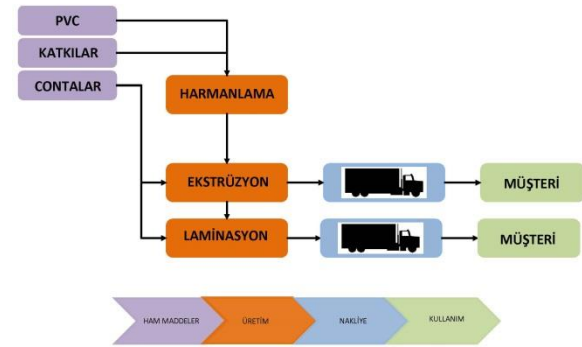 PVC
KATKILAR
CONTALAR
HARMANLAMA
EKSTRÜZYON
MÜŞTERİ
LAMİNASYON
MÜŞTERİ
HAM MADDELER
ÜRETİM
NAKLİYE
KULLANIM